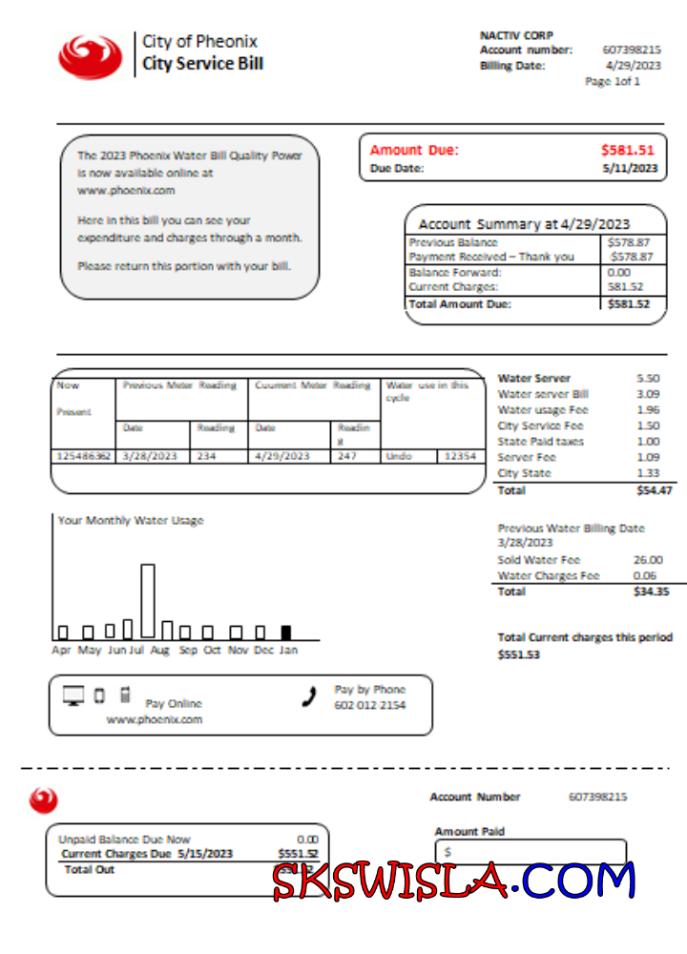 City of Pheonix
City Service Bill
NACTIV CORP
Account number: 607398215
Billing Date: 4/29/2023
Page 1of 1
The 2023 Phoenix Water Bill Quality Power
is now available online at
www.phoenix.com
Here in this bill you can see your
expenditure and charges through a month.
Please return this portion with your bill.
Amount Due: $581.51
Due Date: 5/11/2023
Account Summary at 4/29/2023
Previous Balance $578.87
Payment Received – Thank you $578.87
Balance Forward: 0.00
Current Charges: 581.52
Total Amount Due: $581.52
Now Previous Meter Reading Cuument Meter Reading Water use in this
cycle
Present
Date Reading Date Readin
g
125486362 3/28/2023 234 4/29/2023 247 Undo 12354
Water Server 5.50
Water server Bill 3.09
Water usage Fee 1.96
City Service Fee 1.50
State Paid taxes 1.00
Server Fee 1.09
City State 1.33
Total $54.47
Previous Water Billing Date
3/28/2023
Sold Water Fee 26.00
Water Charges Fee 0.06
Total $34.35
Total Current charges this period
$551.53
Your Monthly Water Usage
Apr May Jun Jul Aug Sep Oct Nov Dec Jan
Pay Online
www.phoenix.com
Pay by Phone
602 012 2154
Account Number 607398215
Unpaid Balance Due Now 0.00
Current Charges Due 5/15/2023 $551.52
Total Out
Amount Paid
$
SKSWISLA.COM